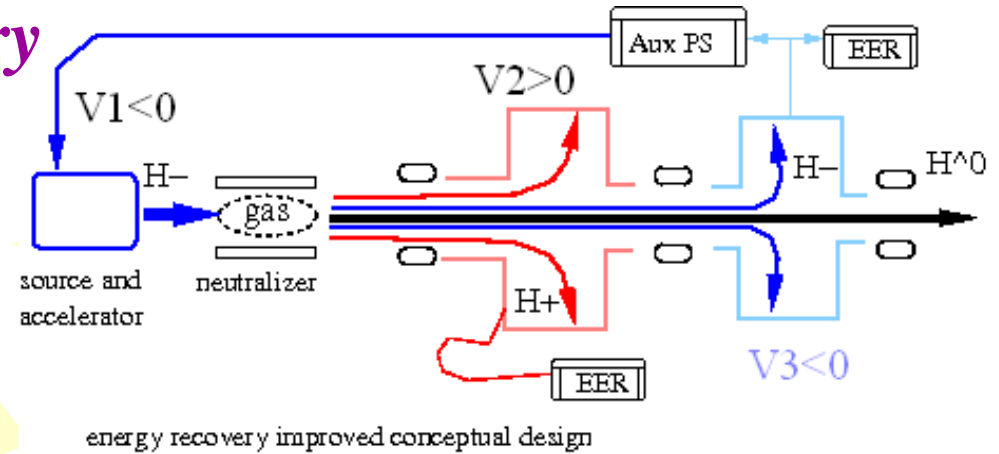 ry
Aux PS
EER
V2>0
V1<0
H−
H−
H^0
gas
source and
accelerator
neutralizer
H+
V3<0
EER
energy recovery improved conceptual design